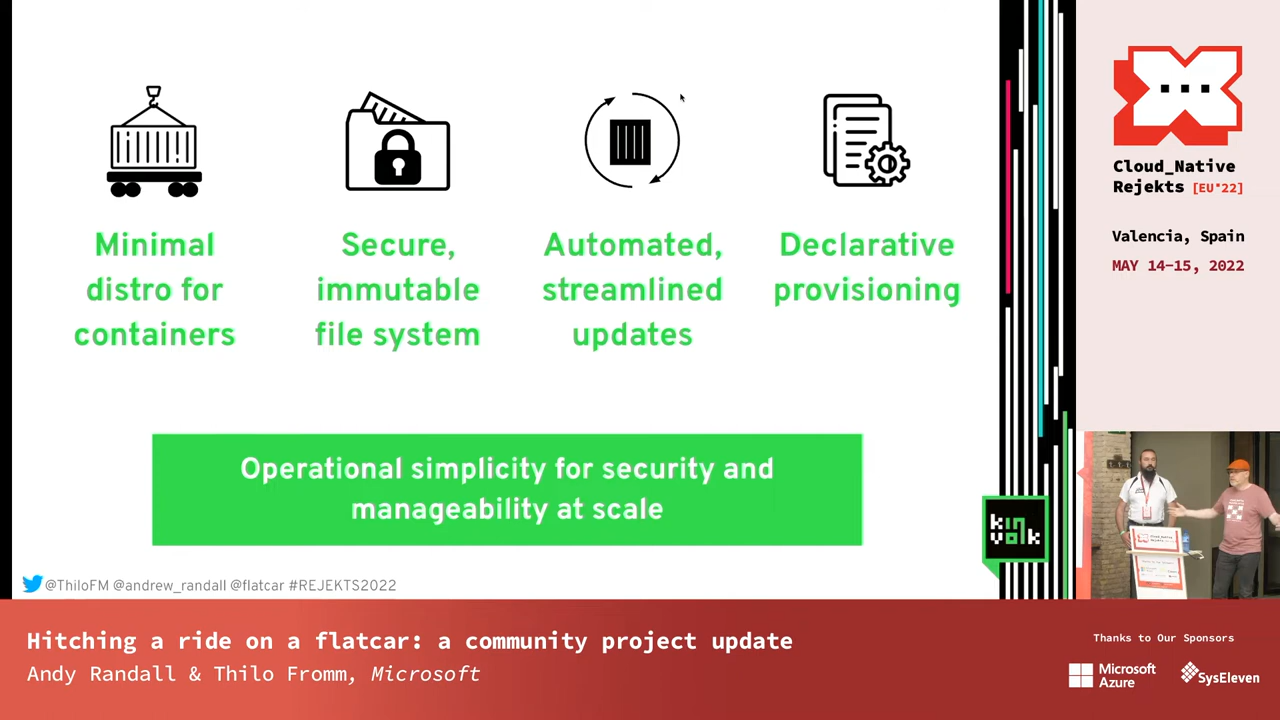 Minimal
distro for
containers
Secure,
immutable
file system
Automated,
streamlined
updates
Declarative
provisioning
Operational simplicity for security and
manageability at scale
@ThiloFM @andrew_randall @flatcar #REJEKTS2022
kin
volk
Cloud_Native
Rejekts [EU*22]
Valencia, Spain
MAY 14-15, 2022
Hitching a ride on a flatcar: a community project update
Andy Randall & Thilo Fromm, Microsoft
Thanks to Our Sponsors
Microsoft
Azure
SysEleven